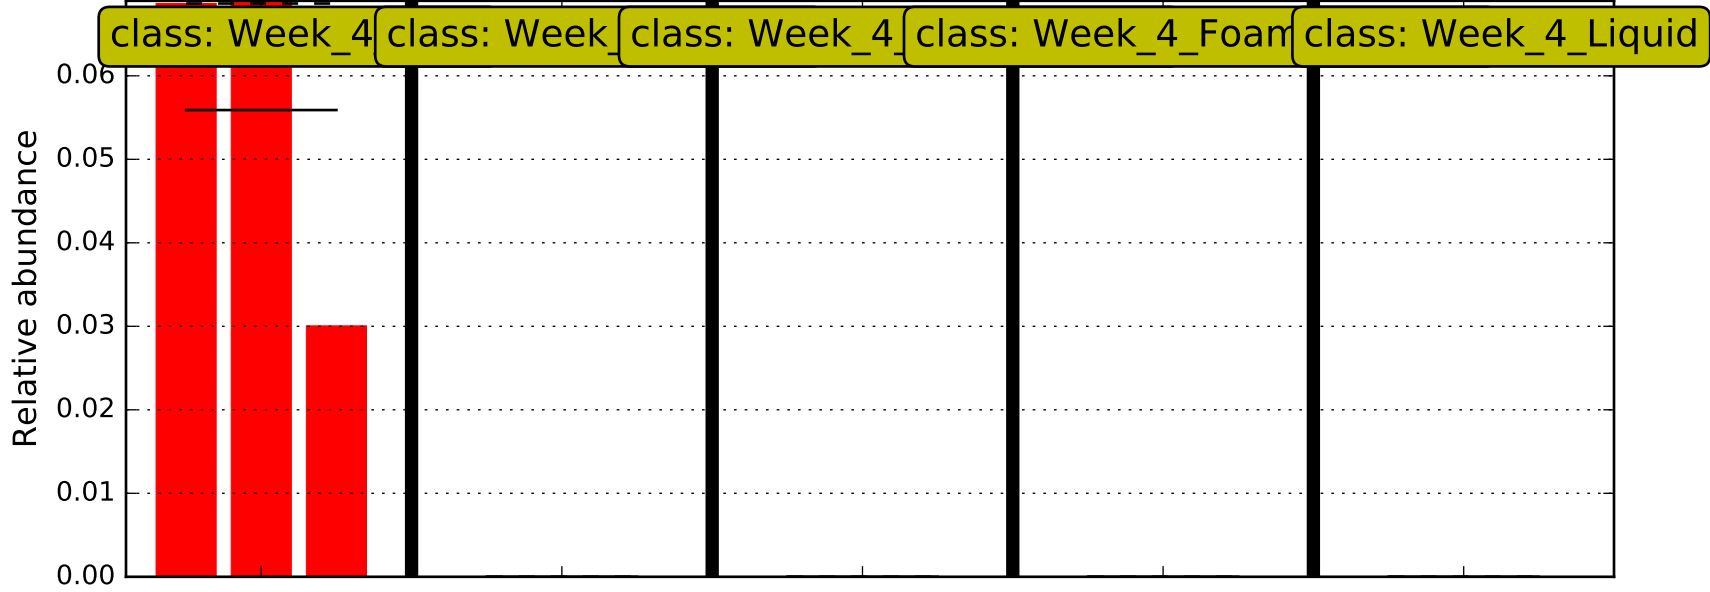 class: Week_4
class: Week_
class: Week_4_
class: Week_4_Foam
class: Week_4_Liquid
0.06
0.05
0.04
0.03
0.02
0.01
0.00
Relative abundance